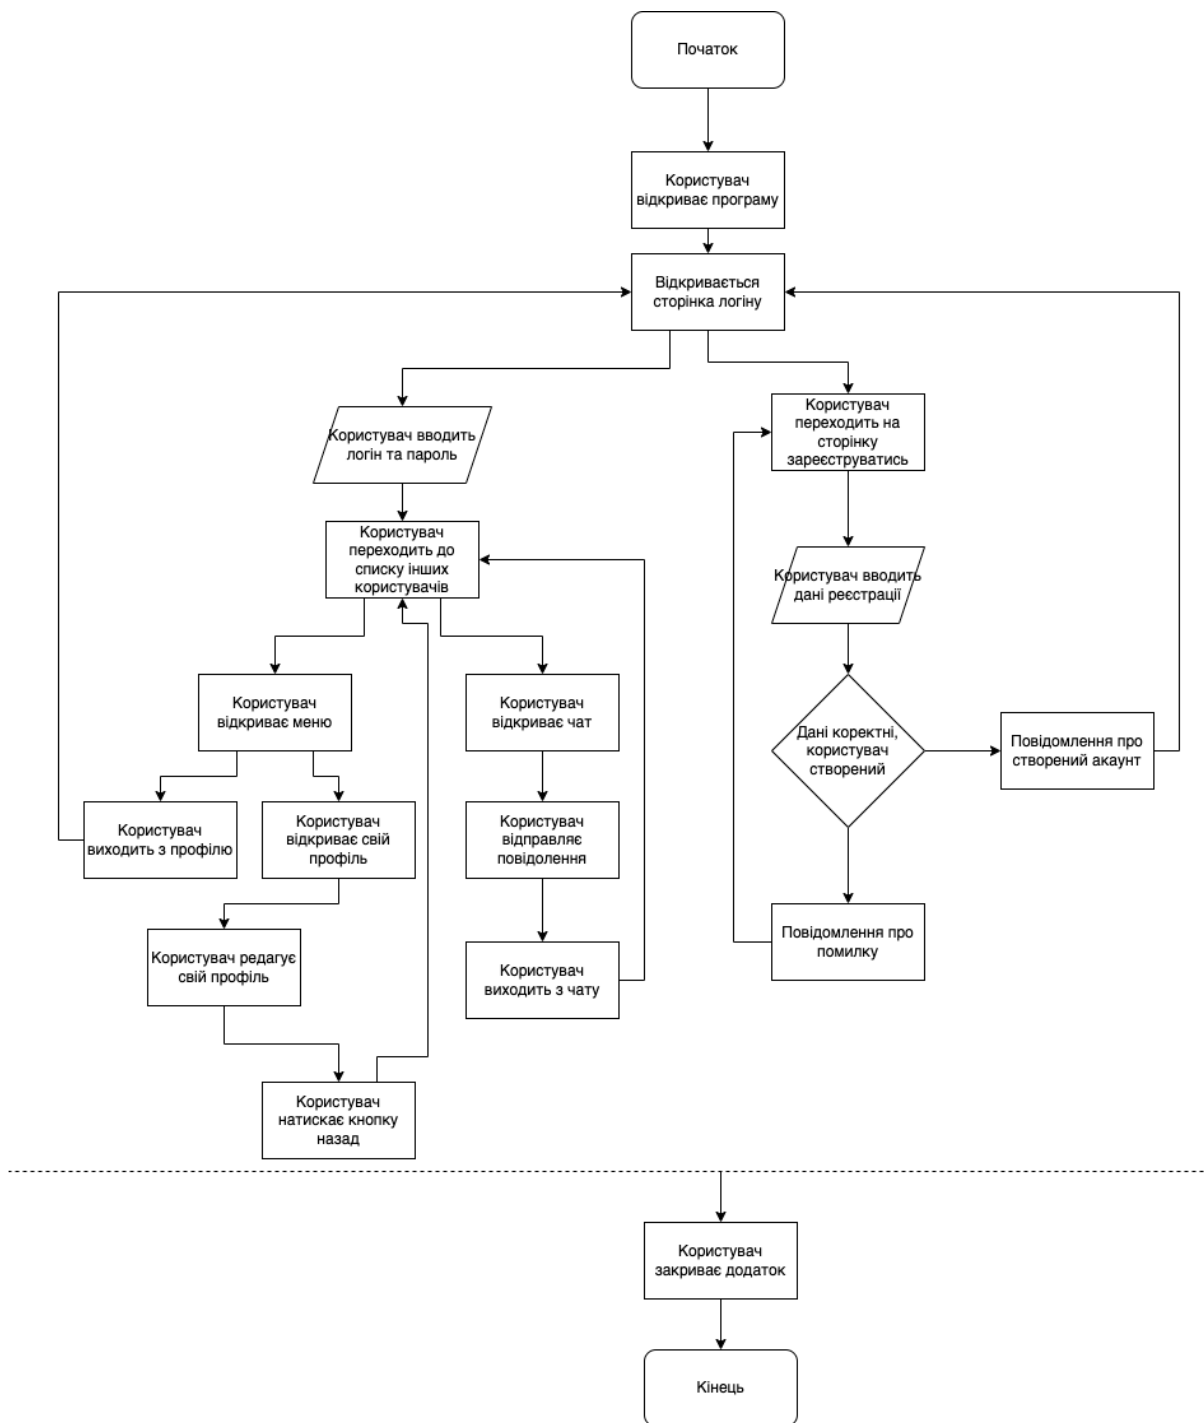 Початок
Користувач
відкриває програму
Відкривається
сторінка логіну
Користувач вводить
логін та пароль
Користувач
переходить на
сторінку
зареєструватись
Користувач
переходить до
списку інших
користувачів
Користувач вводить
дані реєстрації
Користувач
відкриває меню
Користувач
відкриває чат
Дані коректні,
користувач
створений
Повідомлення про
створений акаунт
Користувач
виходить з профілю
Користувач
відкриває свій
профіль
Користувач
відправляє
повідолення
Користувач редагує
свій профіль
Користувач
виходить з чату
Повідомлення про
помилку
Користувач
натискає кнопку
назад
Користувач
закриває додаток
Кінець